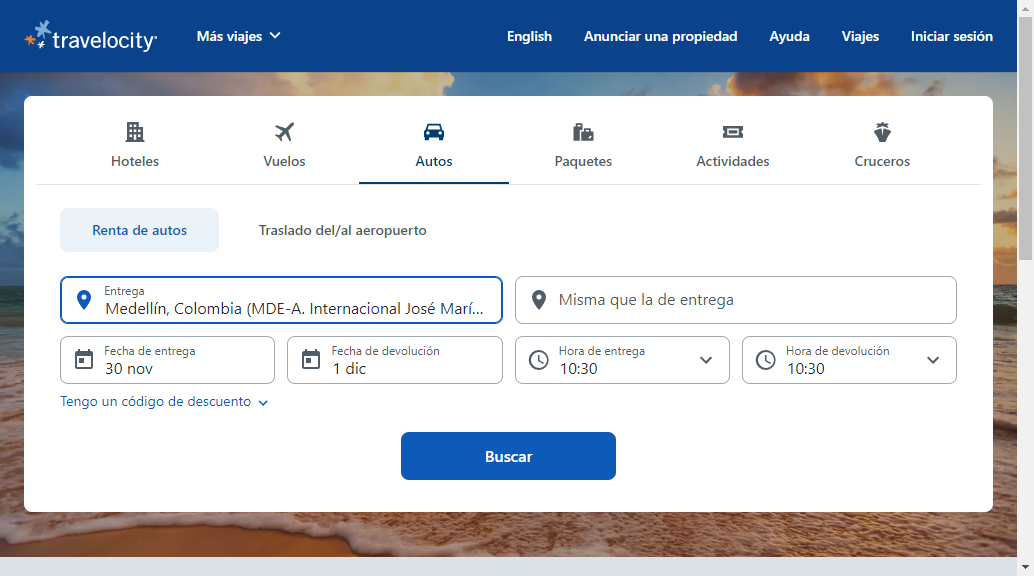 travelocity
Más viajes
English
Anunciar una propiedad
Ayuda
Viajes
Iniciar sesión
Hoteles
Vuelos
Autos
Paquetes
Actividades
Cruceros
Renta de autos
Traslado del/al aeropuerto
Entrega
Medellín, Colombia (MDE-A. Internacional José Marí...
Misma que la de entrega
Fecha de entrega
30 nov
Fecha de devolución
1 dic
Hora de entrega
10:30
Hora de devolución
10:30
Tengo un código de descuento
Buscar